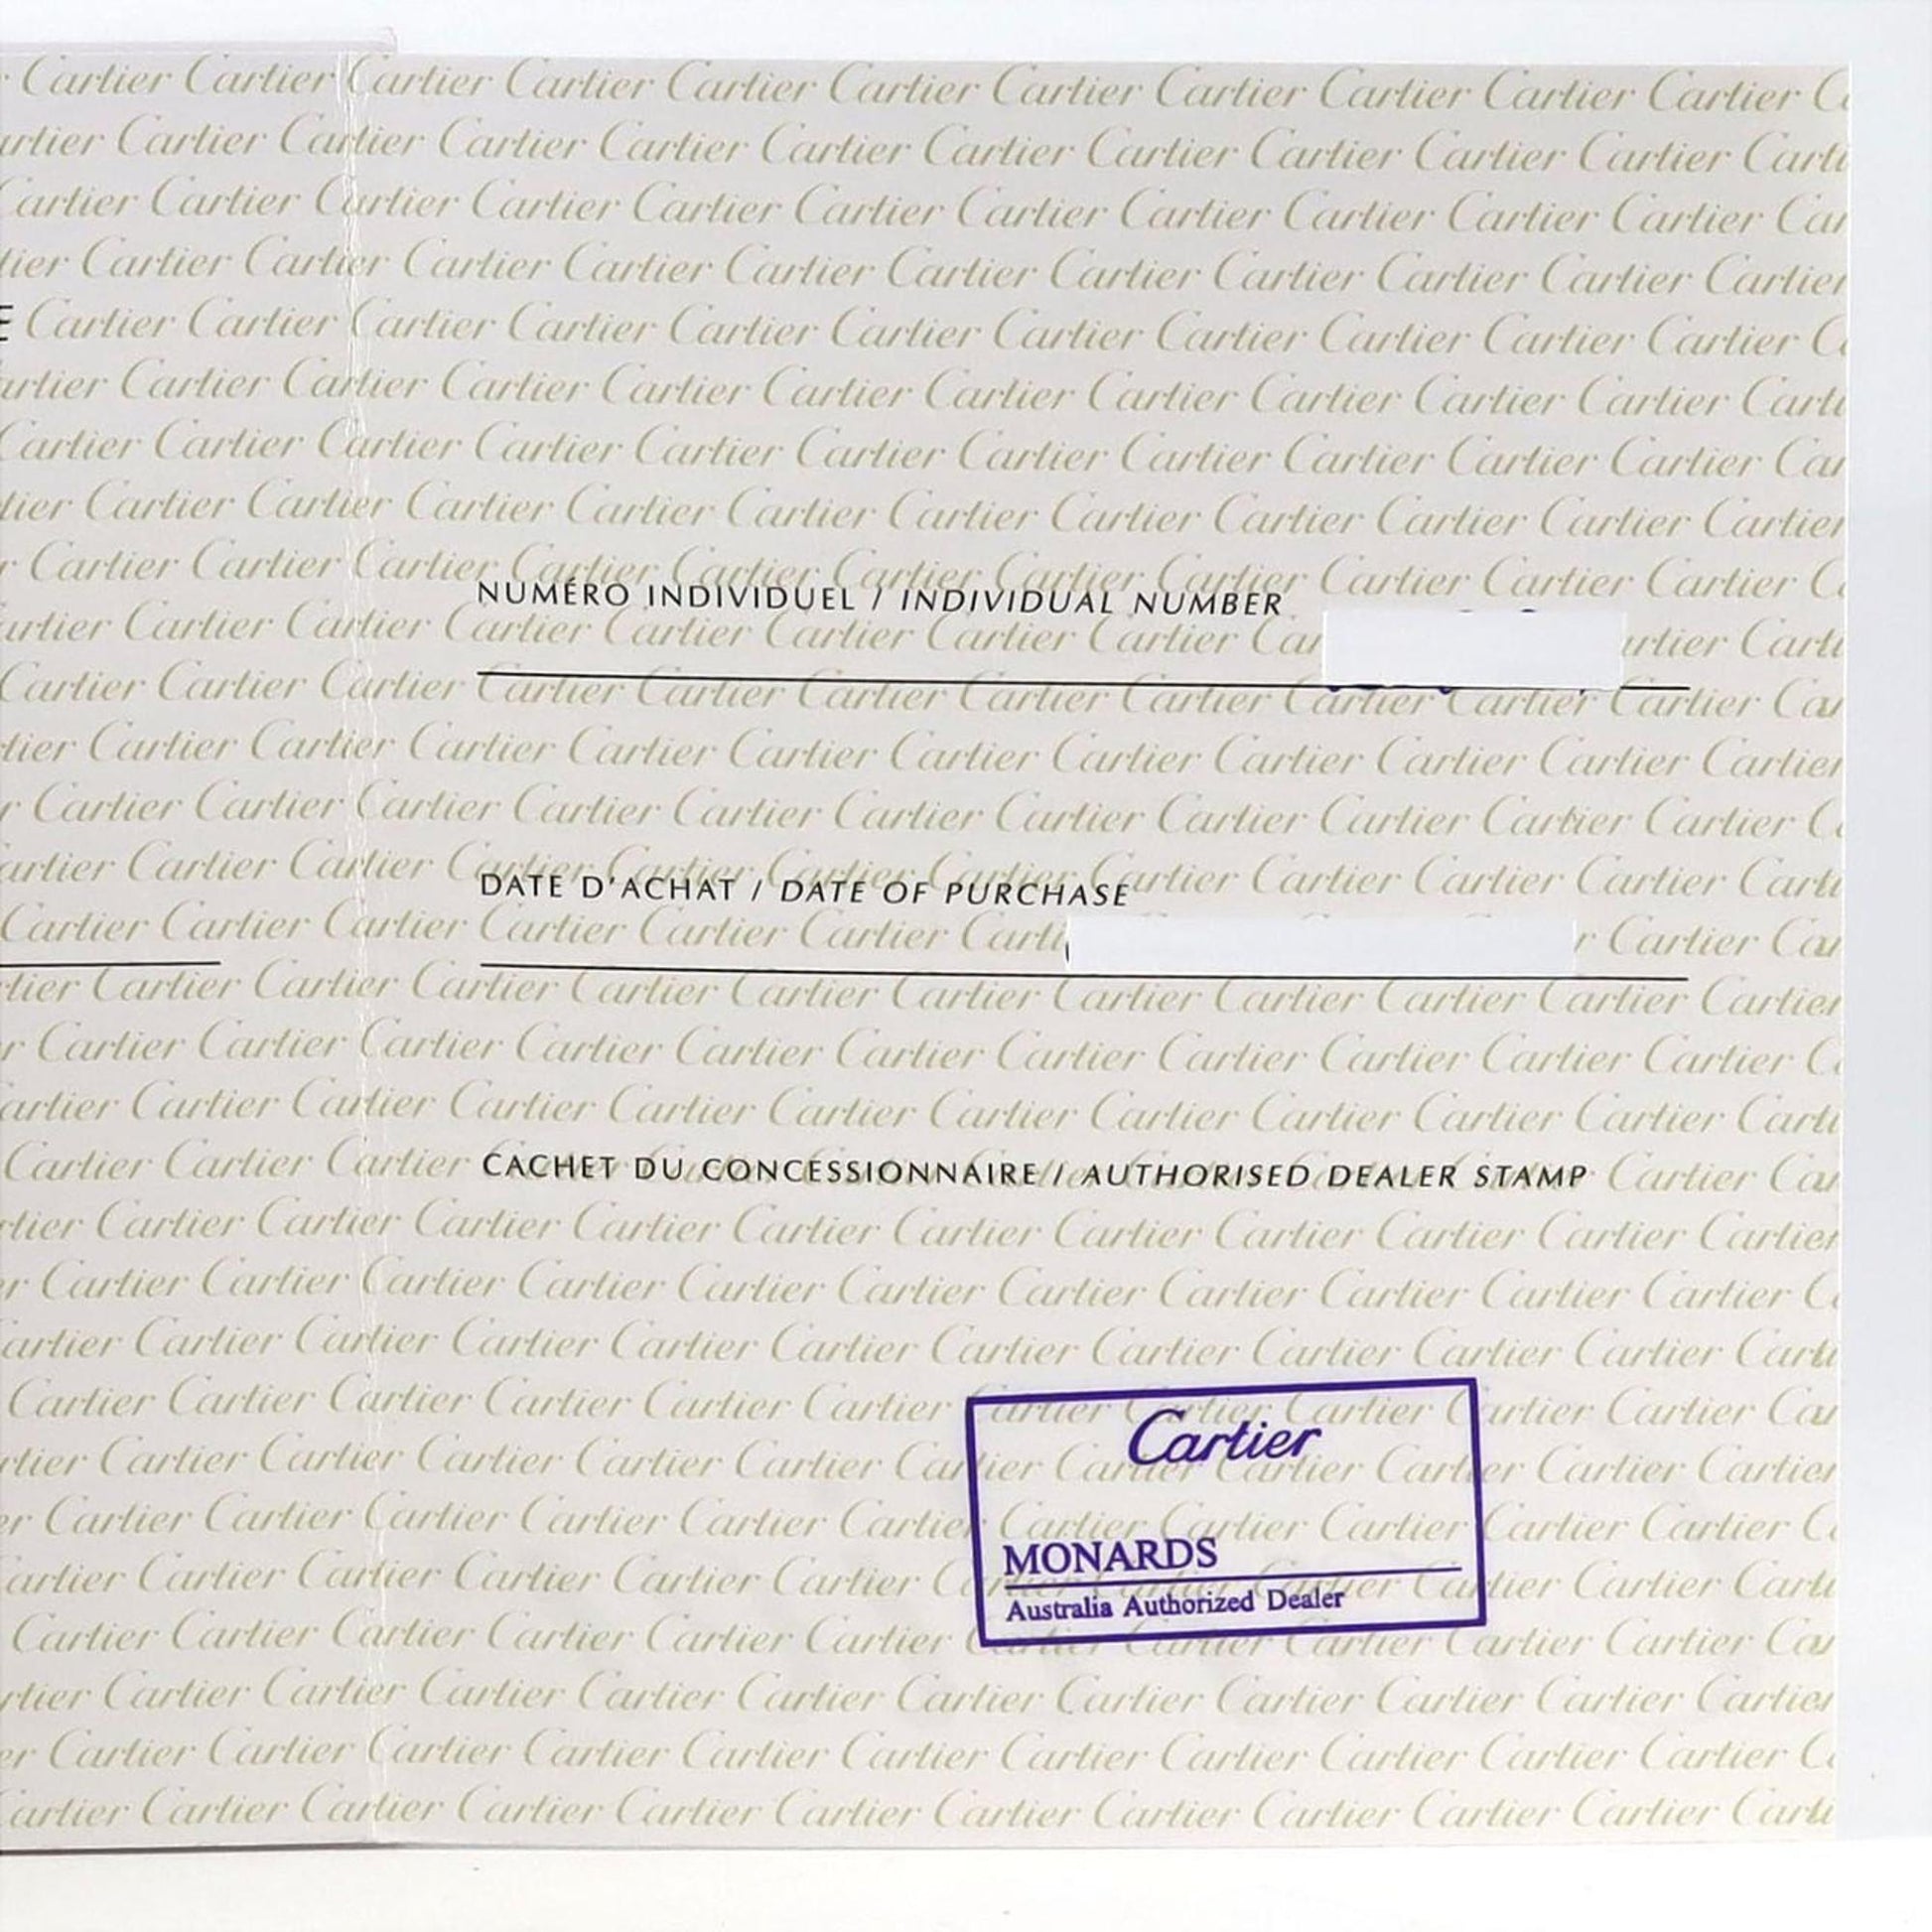 NUMÉRO INDIVIDUEL / INDIVIDUAL NUMBER
DATE D'ACHAT / DATE OF PURCHASE
CACHET DU CONCESSIONNAIRE / AUTHORISED DEALER STAMP
Cartier
MONARDS
Australia Authorized Dealer